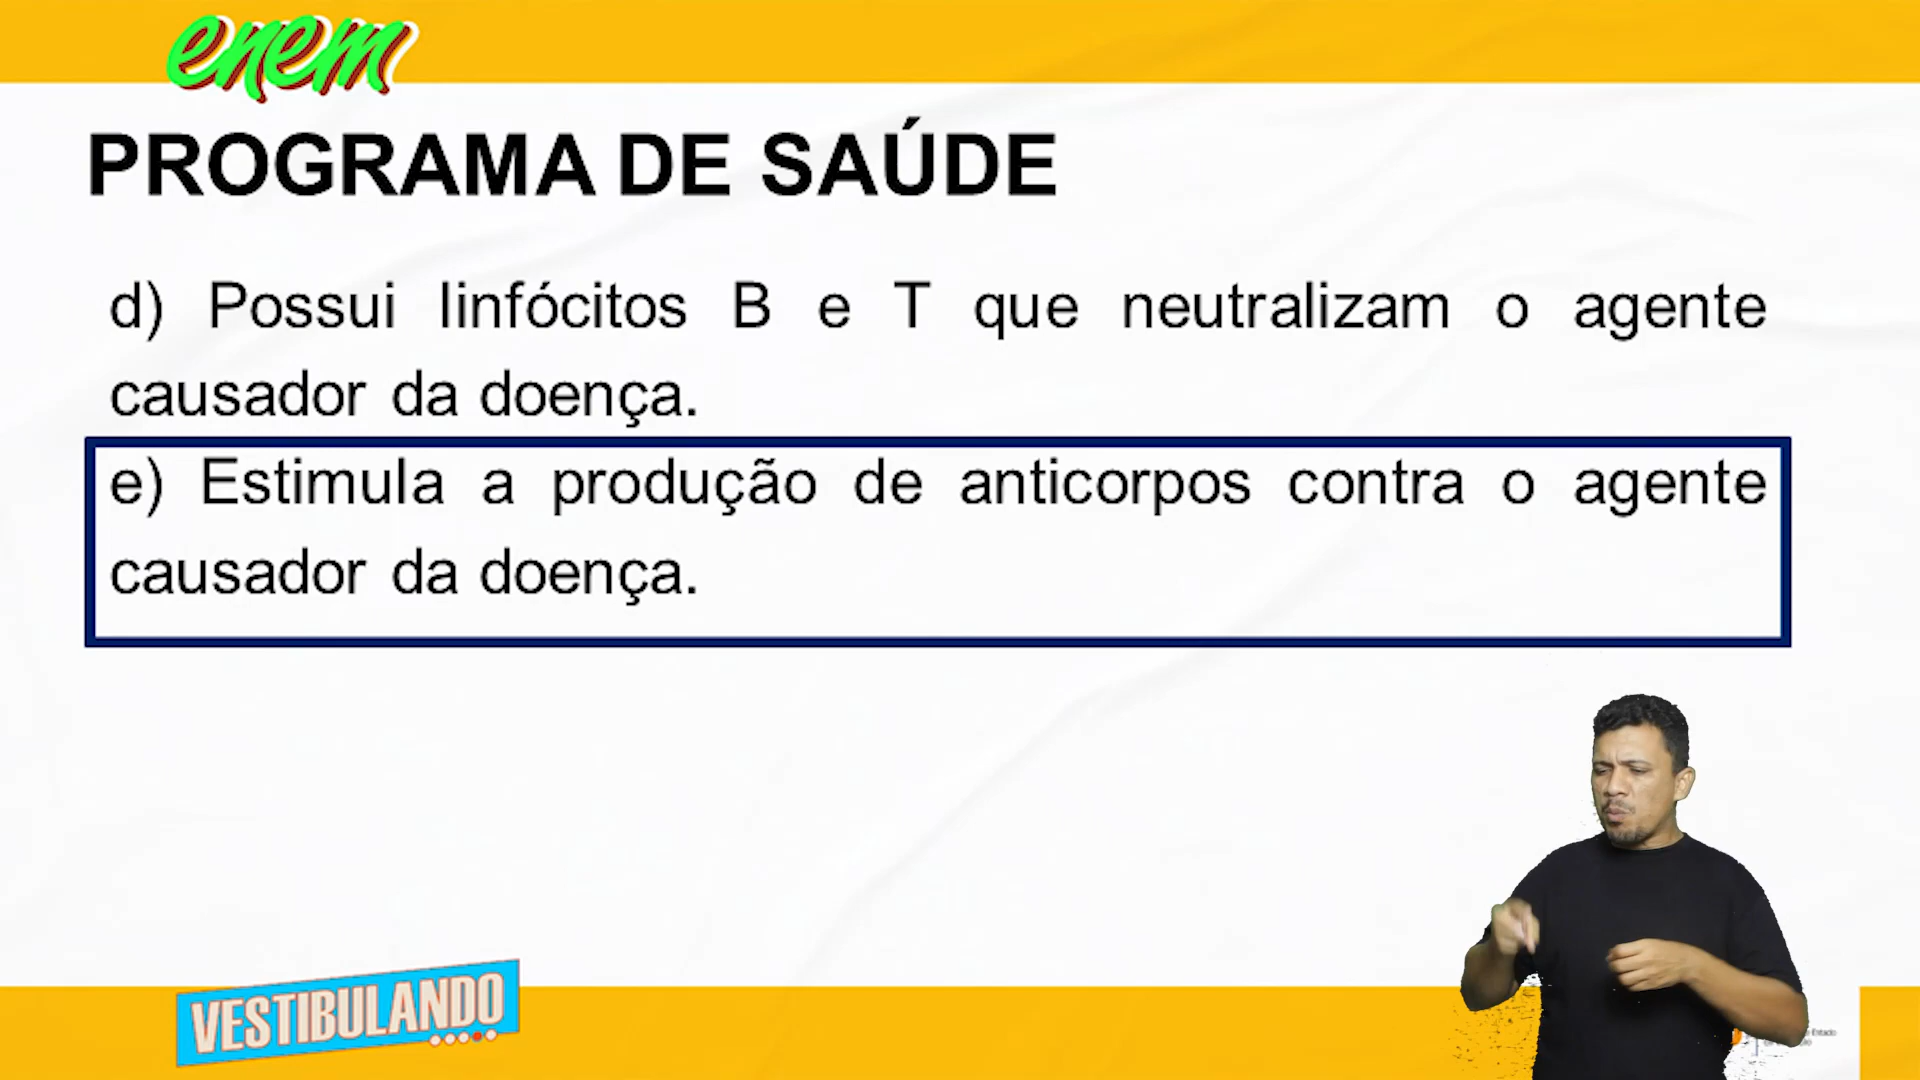 enem
PROGRAMA DE SAÚDE
d) Possui linfócitos B e T que neutralizam o agente
causador da doença.
e) Estimula a produção de anticorpos contra o agente
causador da doença.
VESTIBULANDO
Estado